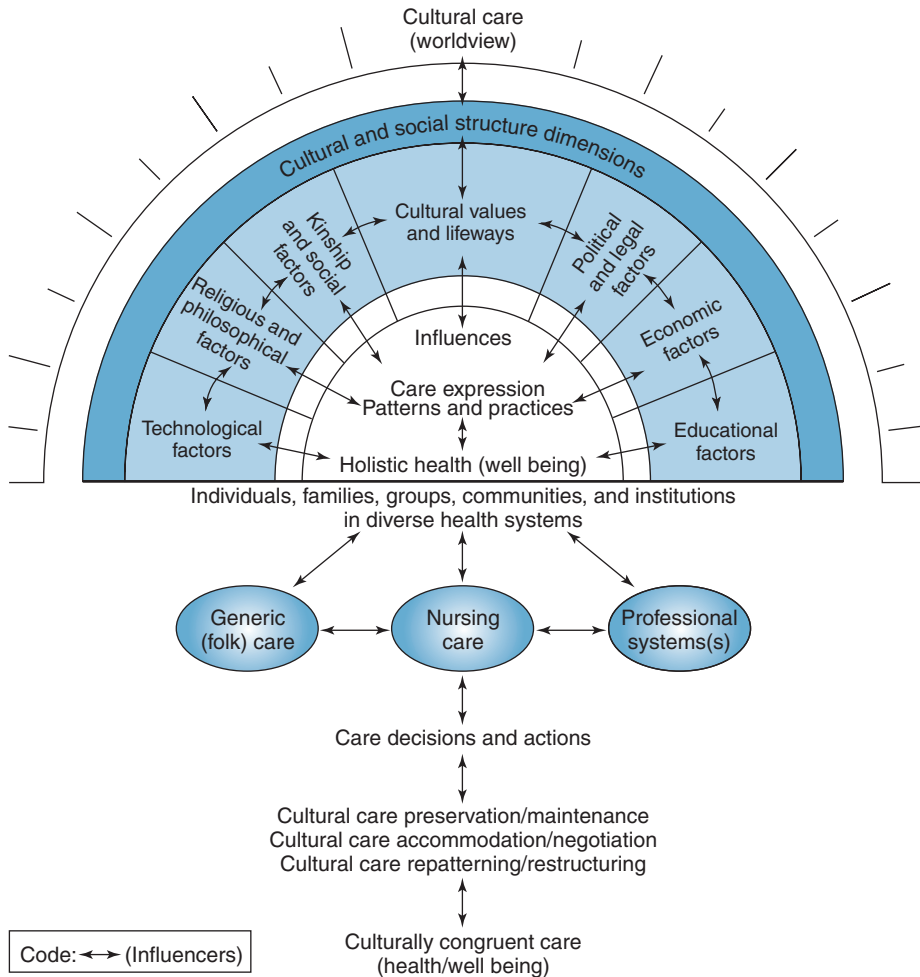 Cultural care
(worldview)
Cultural and social structure dimensions
Cultural values
and lifeways
Kinship
and social
factors
Political
and legal
factors
Religious and
philosophical
factors
Economic
factors
Technological
factors
Educational
factors
Influences
Care expression
Patterns and practices
Holistic health (well being)
Individuals, families, groups, communities, and institutions
in diverse health systems
Generic
(folk) care
Nursing
care
Professional
systems(s)
Care decisions and actions
Cultural care preservation/maintenance
Cultural care accommodation/negotiation
Cultural care repatterning/restructuring
Culturally congruent care
(health/well being)
Code: ↔ (Influencers)